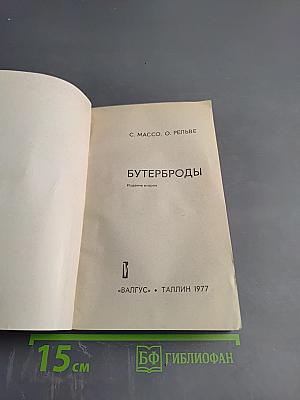 С. МАССО, О. РЕЛЬВЕ
БУТЕРБРОДЫ
Издание второе
«ВАЛГУС» • ТАЛЛИН 1977
15 см
БФ ГИБЛИОФАН